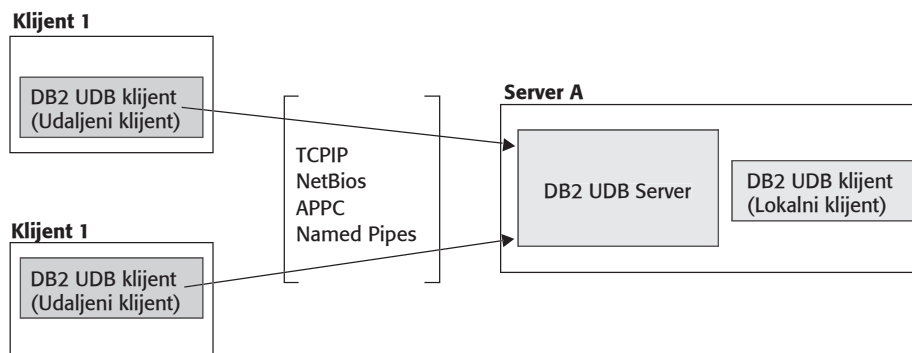 Klijent 1
DB2 UDB klijent
(Udaljeni klijent)
Klijent 1
DB2 UDB klijent
(Udaljeni klijent)
TCPIP
NetBios
APPC
Named Pipes
Server A
DB2 UDB Server
DB2 UDB klijent
(Lokalni klijent)